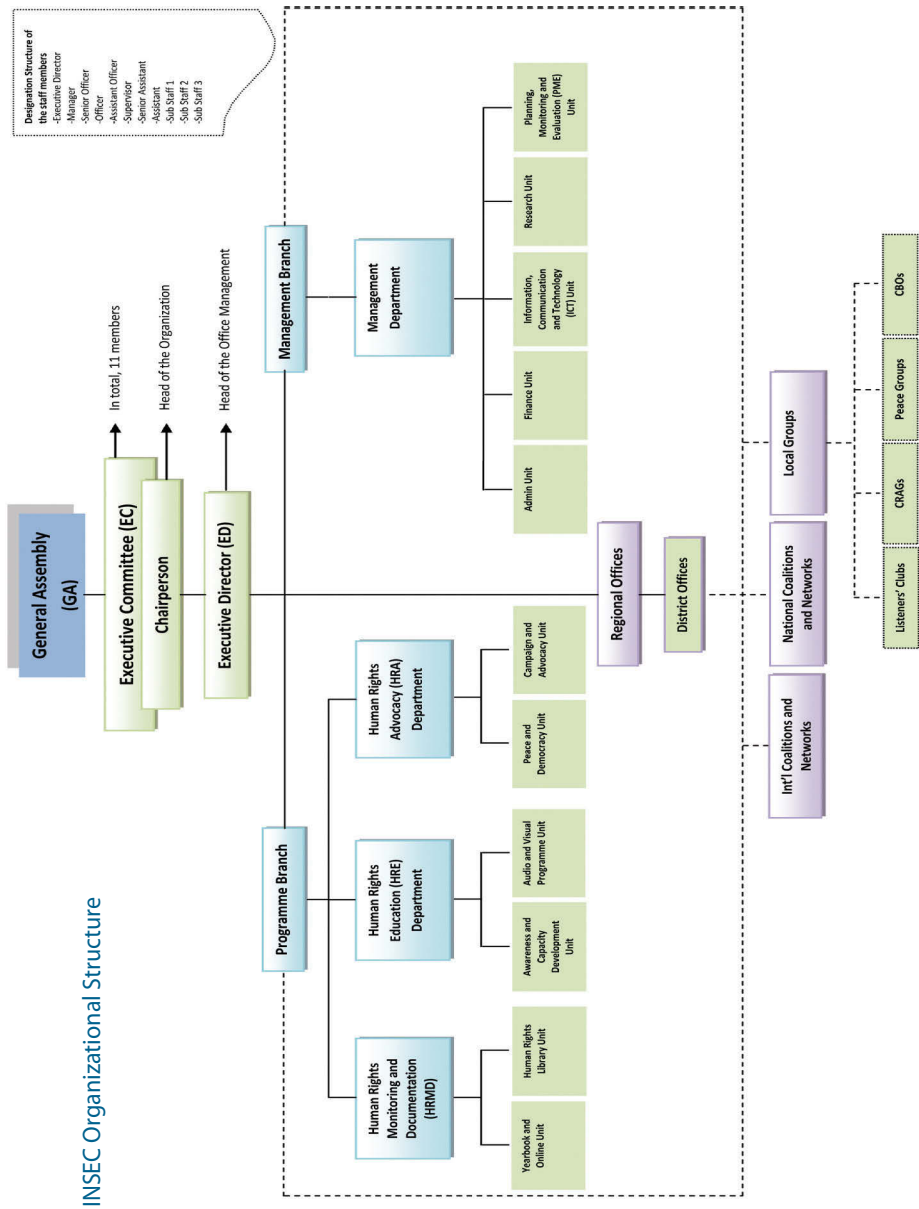 INSEC Organizational Structure
General Assembly
(GA)
Executive Committee (EC)
In total, 11 members
Chairperson
Head of the Organization
Executive Director (ED)
Head of the Office Management
Designation Structure of
the staff members
-Executive Director
-Manager
-Senior Officer
-Officer
-Assistant Officer
-Supervisor
-Senior Assistant
-Assistant
-Sub Staff 1
-Sub Staff 2
-Sub Staff 3
Programme Branch
Management Branch
Human Rights
Monitoring and
Documentation
(HRMD)
Human Rights
Education (HRE)
Department
Human Rights
Advocacy (HRA)
Department
Management
Department
Yearbook and
Online Unit
Human Rights
Library Unit
Awareness and
Capacity
Development
Unit
Audio and Visual
Programme Unit
Peace and
Democracy Unit
Campaign and
Advocacy Unit
Admin Unit
Finance Unit
Information,
Communication
and Technology
(ICT) Unit
Research Unit
Planning,
Monitoring and
Evaluation (PME)
Unit
Regional Offices
District Offices
Int'l Coalitions and
Networks
National Coalitions
and Networks
Local Groups
Listeners' Clubs
CRAGs
Peace Groups
CBOs